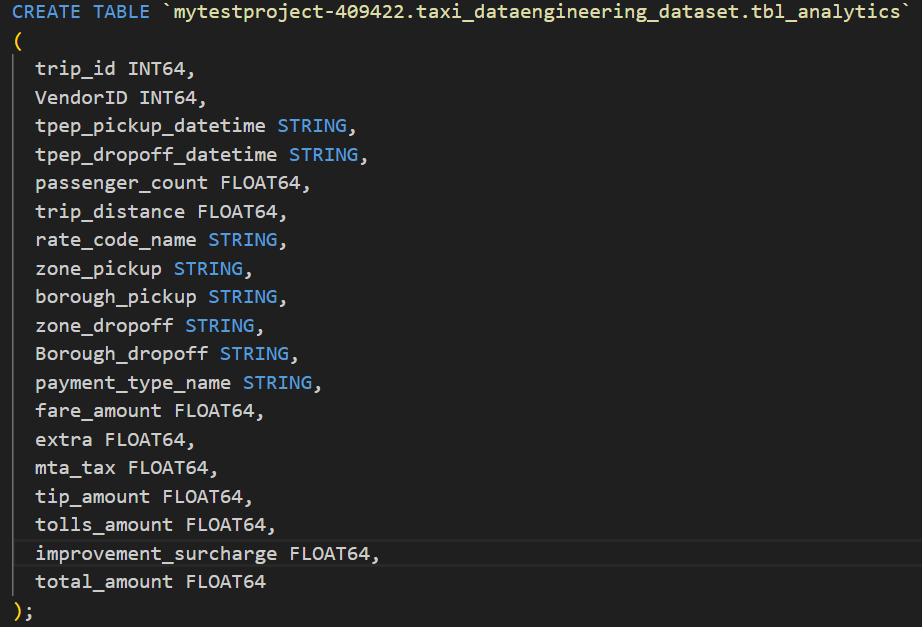 CREATE TABLE `mytestproject-409422.taxi_dataengineering_dataset.tbl_analytics`
(
trip_id INT64,
VendorID INT64,
tpep_pickup_datetime STRING,
tpep_dropoff_datetime STRING,
passenger_count FLOAT64,
trip_distance FLOAT64,
rate_code_name STRING,
zone_pickup STRING,
borough_pickup STRING,
zone_dropoff STRING,
Borough_dropoff STRING,
payment_type_name STRING,
fare_amount FLOAT64,
extra FLOAT64,
mta_tax FLOAT64,
tip_amount FLOAT64,
tolls_amount FLOAT64,
improvement_surcharge FLOAT64,
total_amount FLOAT64
);